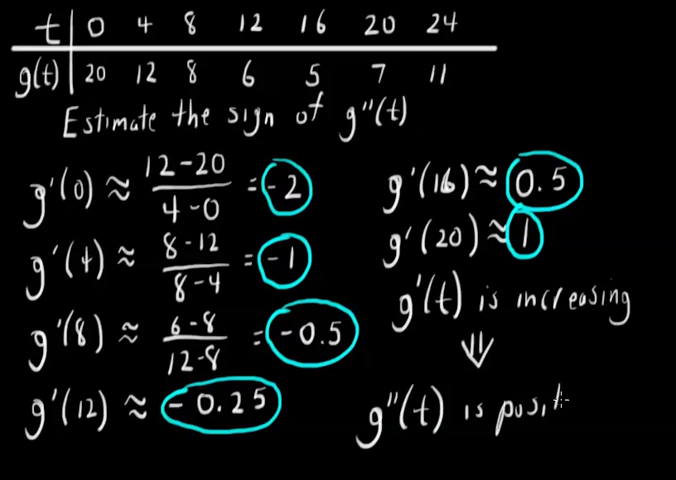 t | 0 4 8 12 16 20 24
g(t) | 20 12 8 6 5 7 11
Estimate the sign of g''(t)
g'(0) ≈ (12-20)/(4-0) = -2
g'(4) ≈ (8-12)/(8-4) = -1
g'(8) ≈ (6-8)/(12-8) = -0.5
g'(12) ≈ -0.25
g'(16) ≈ 0.5
g'(20) ≈ 1
g'(t) is increasing
⇓
g''(t) is posit